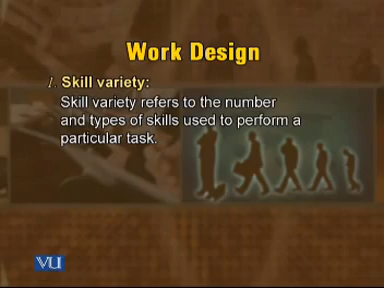 Work Design
1. Skill variety:
Skill variety refers to the number
and types of skills used to perform a
particular task.
VU